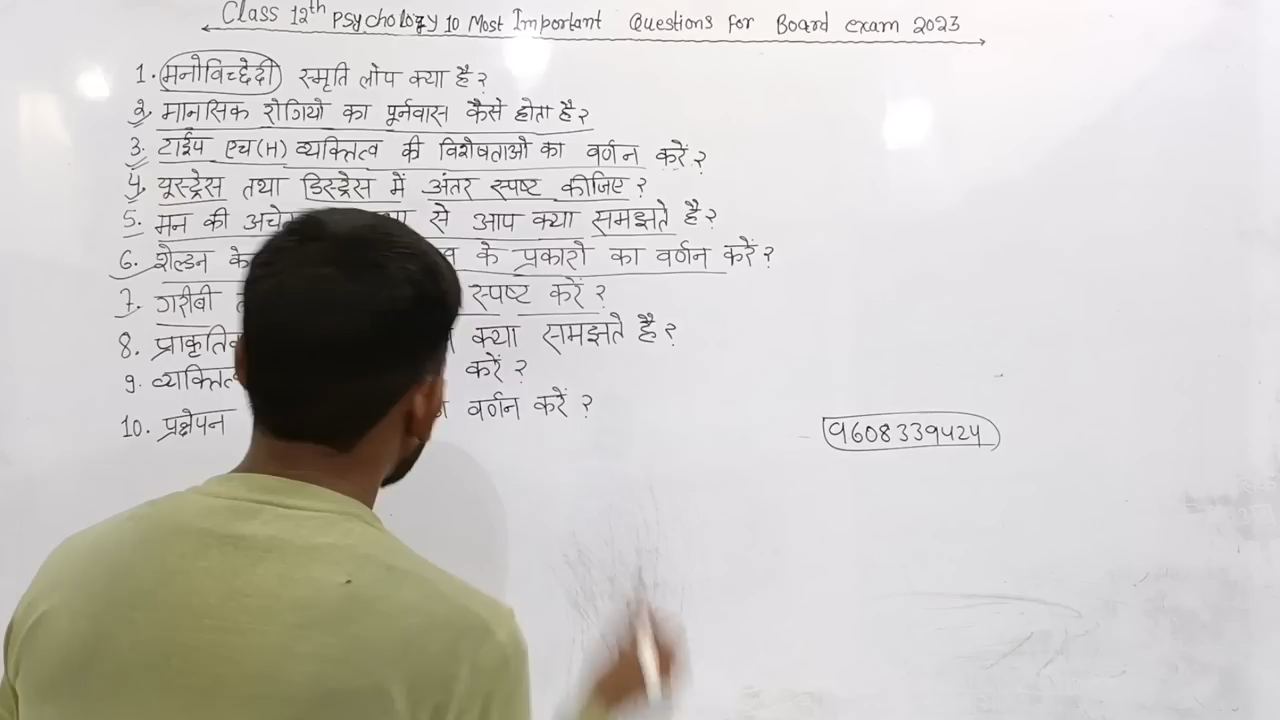 Class 12th Psychology 10 Most Important Questions for Board exam 2023
1. मनोविच्छेदी स्मृति लोप क्या है?
2. मानसिक रोगियो का पूर्नवास कैसे होता है?
3. टाईप एच(H) व्यक्तित्व की विशेषताओ का वर्णन करें?
4. यूस्ट्रेस तथा डिस्ट्रेस में अंतर स्पष्ट कीजिए?
5. मन की से आप क्या समझते है?
6. शेल्डन के के प्रकारो का वर्णन करें?
7. गरीबी स्पष्ट करें?
8. क्या समझते है?
9. करें?
10. प्रक्षेपन वर्णन करें?
9608339424